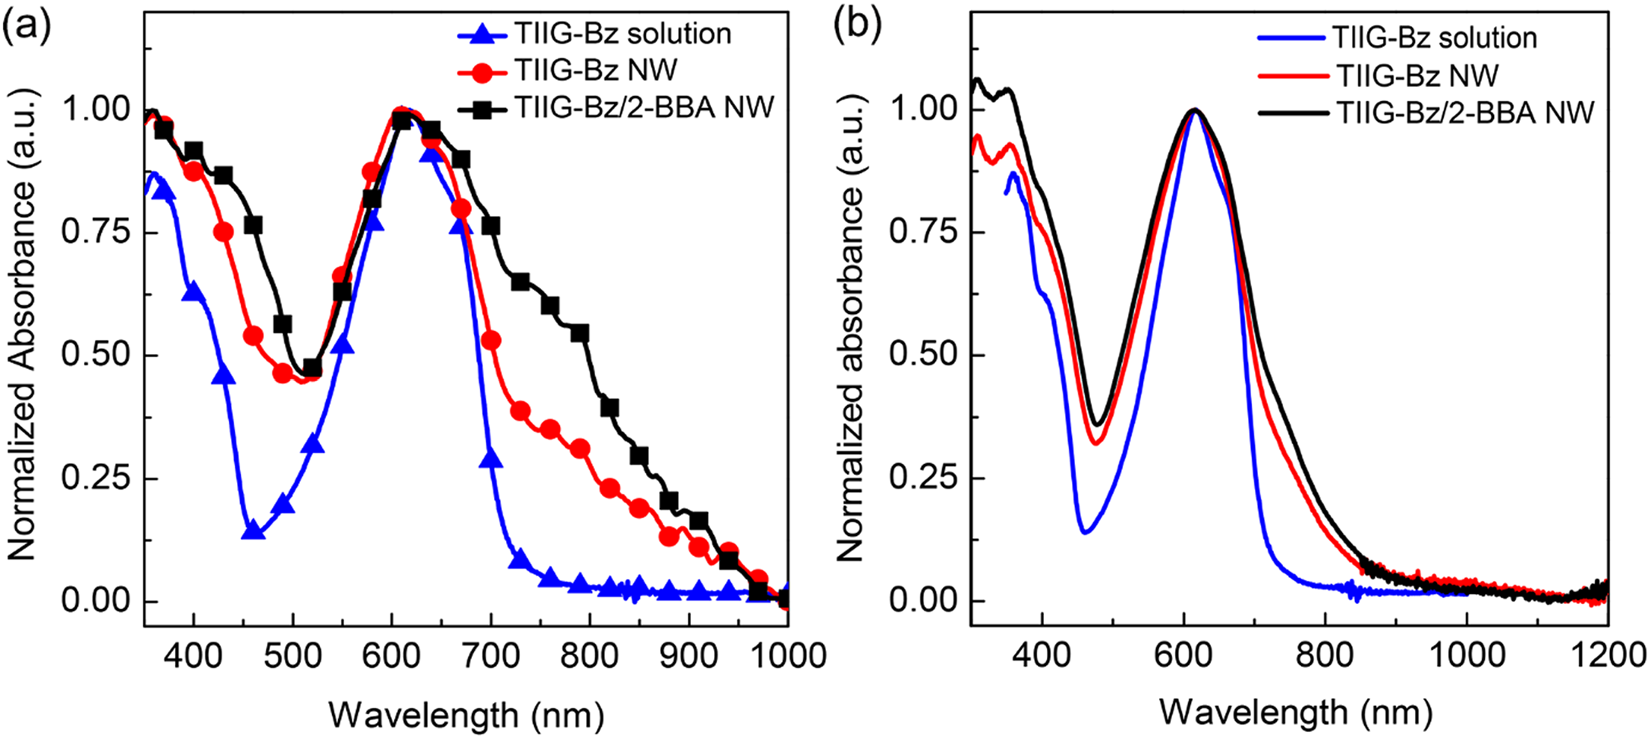 (a)
TIIG-Bz solution
TIIG-Bz NW
TIIG-Bz/2-BBA NW
Normalized Absorbance (a.u.)
1.00
0.75
0.50
0.25
0.00
400 500 600 700 800 900 1000
Wavelength (nm)
(b)
TIIG-Bz solution
TIIG-Bz NW
TIIG-Bz/2-BBA NW
Normalized absorbance (a.u.)
1.00
0.75
0.50
0.25
0.00
400 600 800 1000 1200
Wavelength (nm)